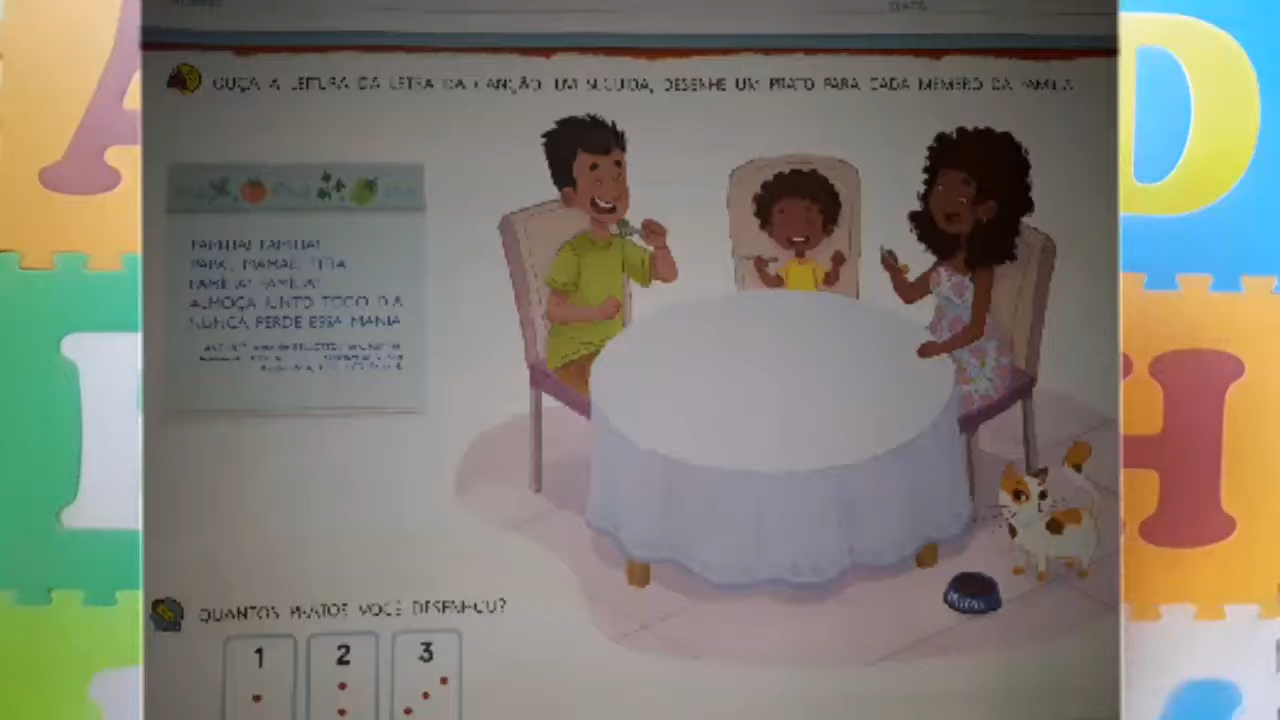 DATA
OUÇA A LEITURA DA LETRA DA CANÇÃO. EM SEGUIDA, DESENHE UM PRATO PARA CADA MEMBRO DA FAMÍLIA.
FAMÍLIA! FAMÍLIA!
PAPAI, MAMÃE, TITIA
FAMÍLIA! FAMÍLIA!
ALMOÇA JUNTO TODO DIA
NUNCA PERDE ESSA MANIA
MIMI
QUANTOS PRATOS VOCÊ DESENHOU?
1 2 3
A D
H